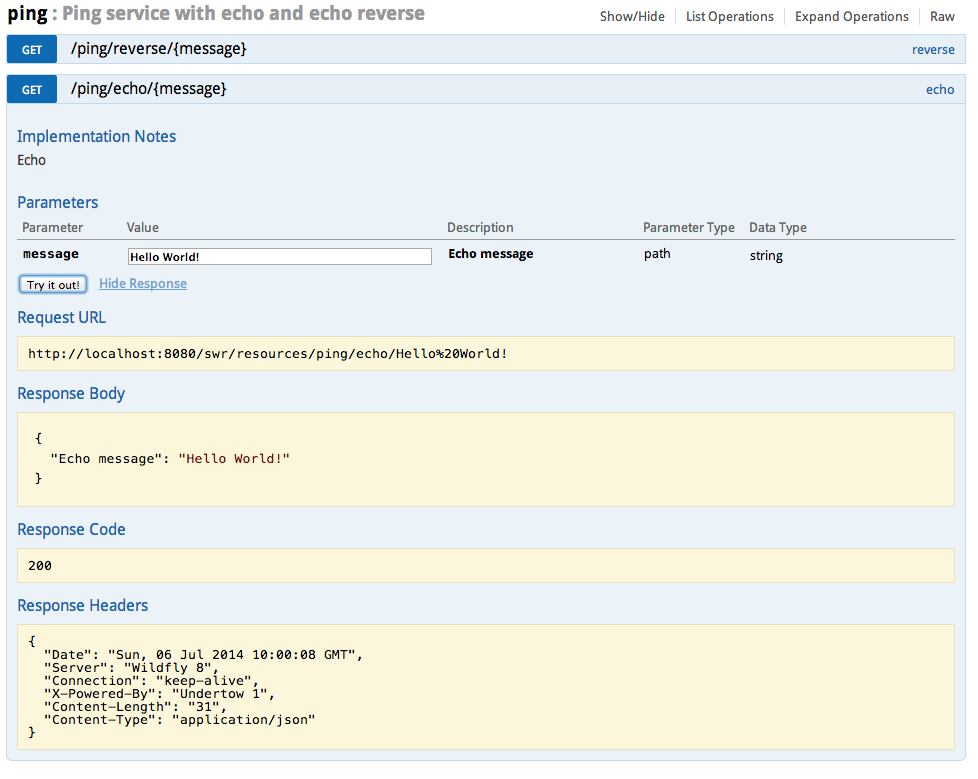 ping : Ping service with echo and echo reverse
Show/Hide List Operations Expand Operations Raw
GET /ping/reverse/{message} reverse
GET /ping/echo/{message} echo
Implementation Notes
Echo
Parameters
Parameter Value Description Parameter Type Data Type
message Hello World! Echo message path string
Try it out! Hide Response
Request URL
http://localhost:8080/swr/resources/ping/echo/Hello%20World!
Response Body
{
"Echo message": "Hello World!"
}
Response Code
200
Response Headers
{
"Date": "Sun, 06 Jul 2014 10:00:08 GMT",
"Server": "Wildfly 8",
"Connection": "keep-alive",
"X-Powered-By": "Undertow 1",
"Content-Length": "31",
"Content-Type": "application/json"
}